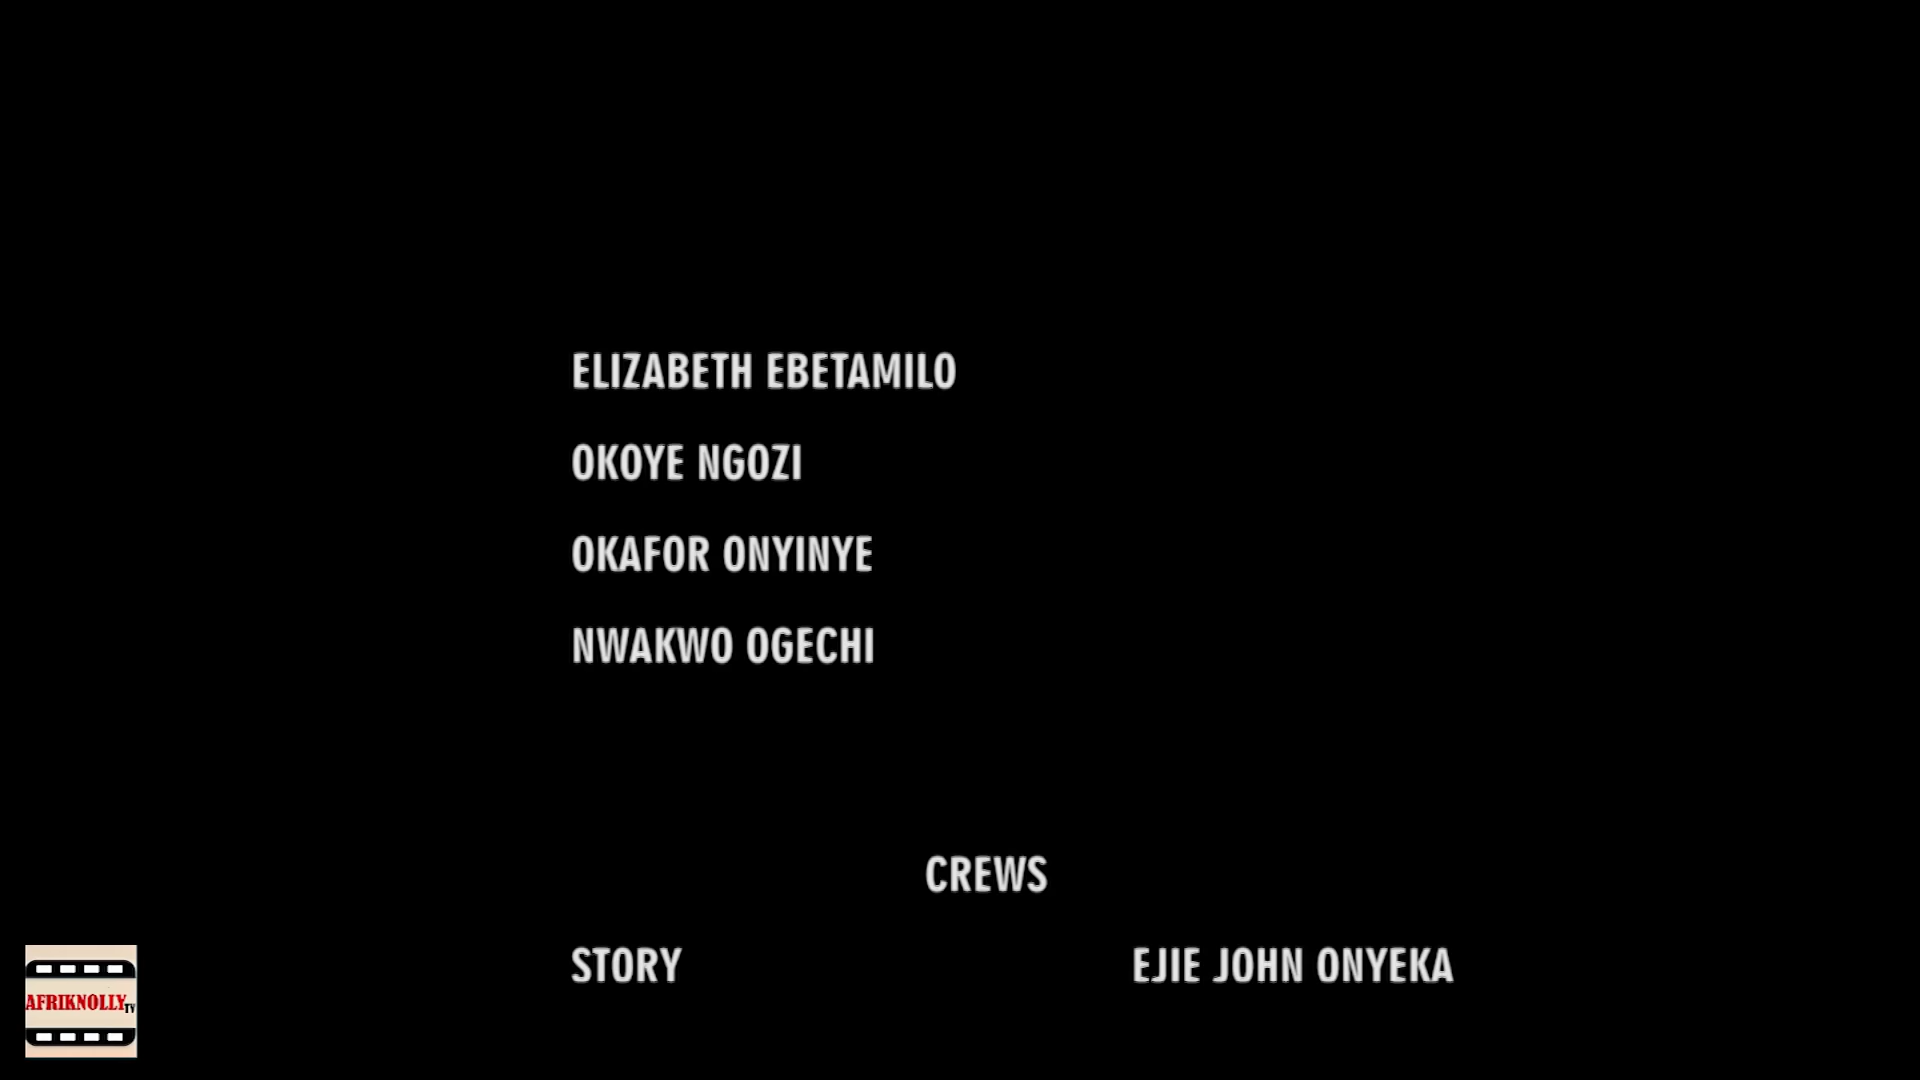 ELIZABETH EBETAMILO
OKOYE NGOZI
OKAFOR ONYINYE
NWAKWO OGECHI
CREWS
STORY EJIE JOHN ONYEKA
AFRIKNOLLY TV